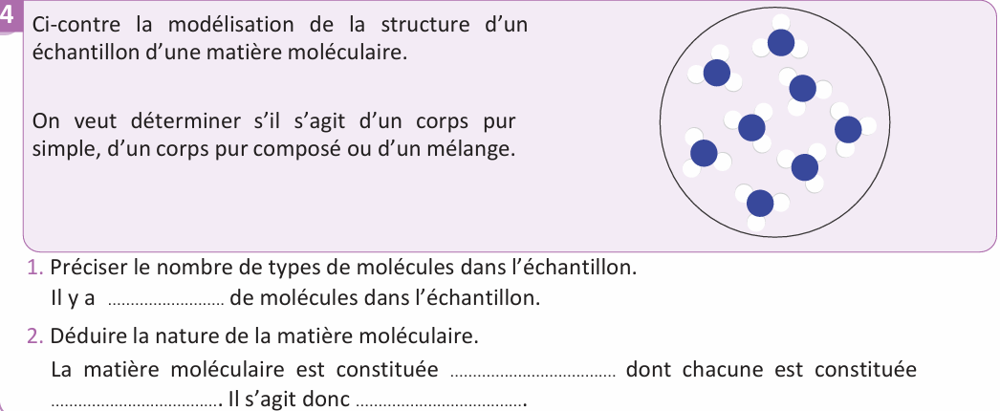 4
Ci-contre la modélisation de la structure d’un
échantillon d’une matière moléculaire.
On veut déterminer s’il s’agit d’un corps pur
simple, d’un corps pur composé ou d’un mélange.
1. Préciser le nombre de types de molécules dans l’échantillon.
Il y a .......................... de molécules dans l’échantillon.
2. Déduire la nature de la matière moléculaire.
La matière moléculaire est constituée ..................................... dont chacune est constituée
...................................... Il s’agit donc ......................................